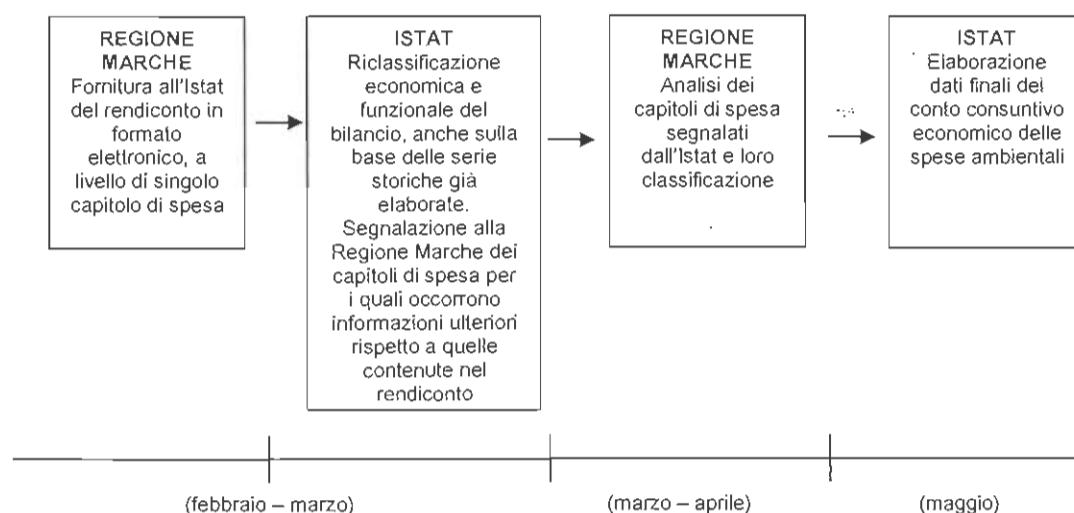 REGIONE
MARCHE
Fornitura all'Istat
del rendiconto in
formato
elettronico, a
livello di singolo
capitolo di spesa
ISTAT
Riclassificazione
economica e
funzionale del
bilancio, anche sulla
base delle serie
storiche già
elaborate.
Segnalazione alla
Regione Marche dei
capitoli di spesa per
i quali occorrono
informazioni ulteriori
rispetto a quelle
contenute nel
rendiconto
REGIONE
MARCHE
Analisi dei
capitoli di spesa
segnalati
dall'Istat e loro
classificazione
ISTAT
Elaborazione
dati finali del
conto consuntivo
economico delle
spese ambientali
(febbraio – marzo)
(marzo – aprile)
(maggio)